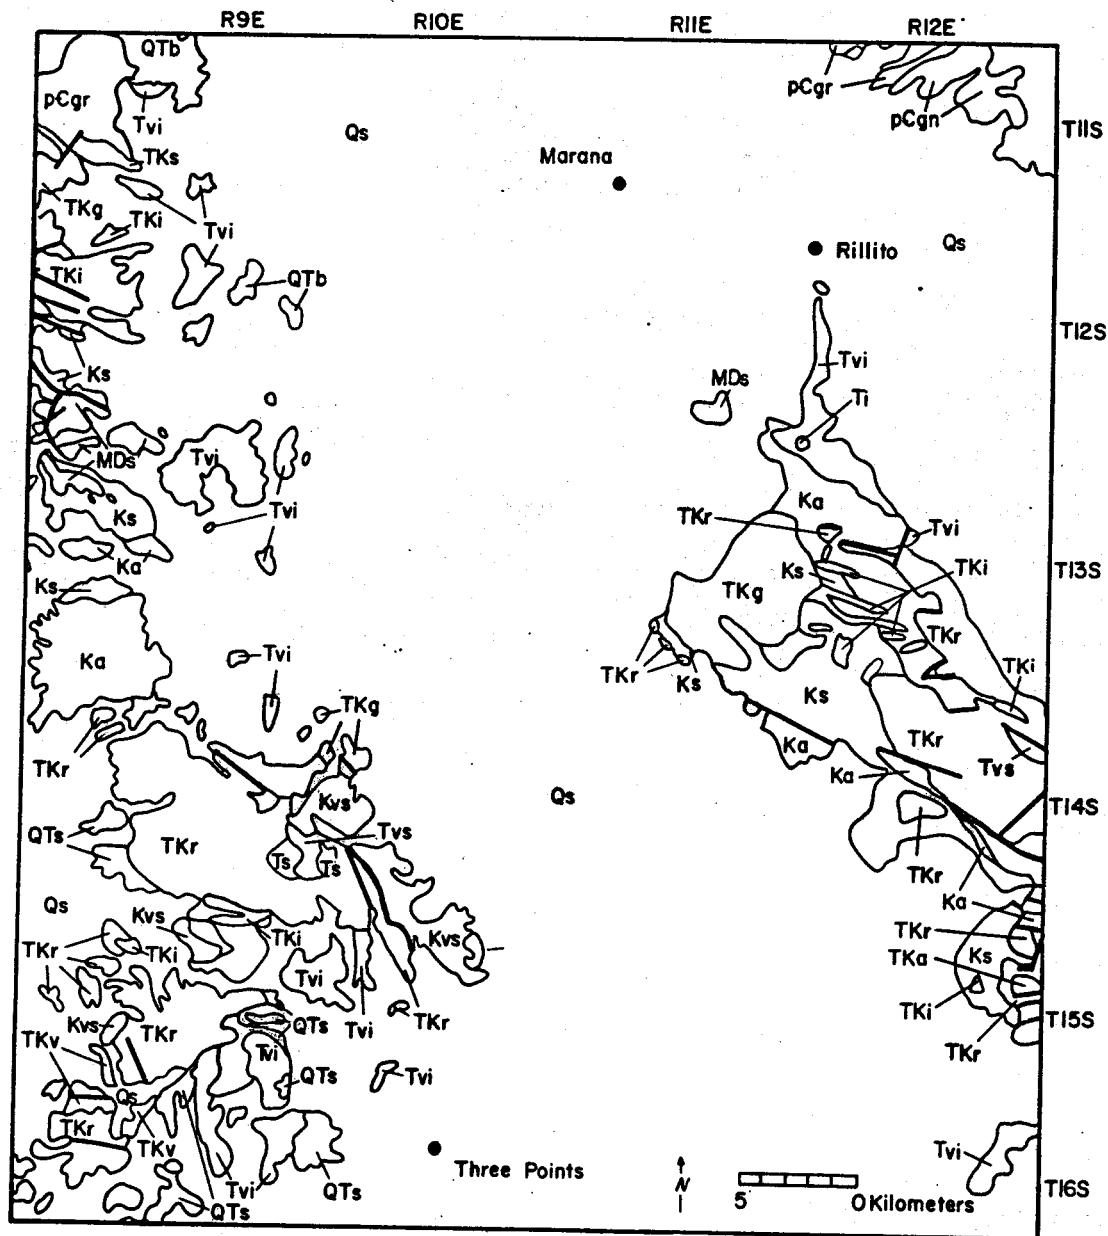 R9E R10E R11E R12E
QTb
pЄgr
pЄgr
pЄgn
Tvi
Qs
T11S
TKs
Marana
TKg
TKi
Tvi
Qs
Rillito
TKi
QTb
T12S
Ks
Tvi
MDs
Ti
MDs
Tvi
Ks
Tvi
Ka
TKr
Tvi
Ka
Ks
Ks
TKi
T13S
TKg
TKr
Ka
Tvi
TKr
Ks
TKi
Ks
TKg
TKr
TKr
Ka
Ka
Tvs
Kvs
Qs
T14S
QTs
TKr
Tvs
Ts
Ts
TKr
Qs
Kvs
Ka
TKr
TKi
TKi
Kvs
TKr
Ks
TKa
Tvi
TKi
Kvs
TKr
QTs
Tvi
TKr
T15S
TKv
TKr
Tvi
QTs
Tvi
Qs
TKr
TKv
Tvi
Three Points
Tvi
QTs
QTs
N
5 0 Kilometers
T16S